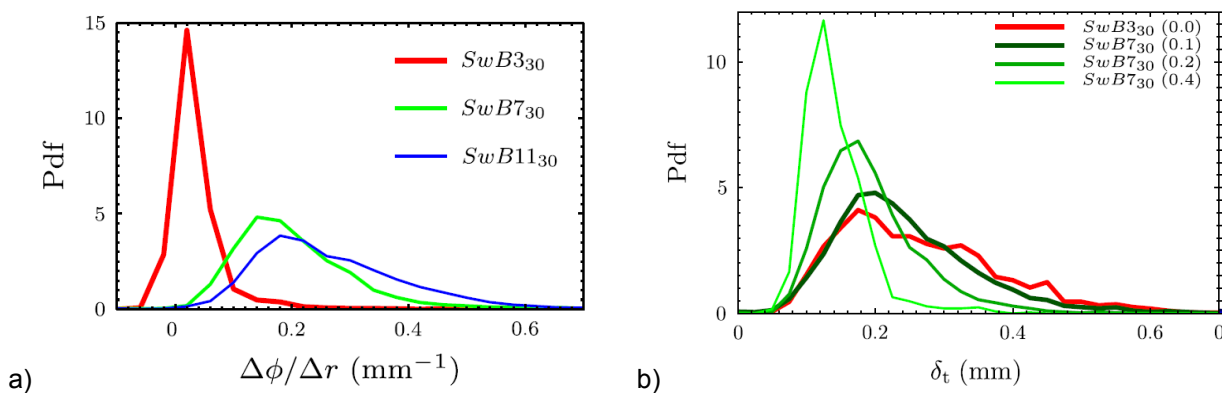 15
10
5
0
Pdf
0
0.2
0.4
0.6
Δϕ/Δr (mm⁻¹)
SwB3₃₀
SwB7₃₀
SwB11₃₀
a)
10
5
0
Pdf
0
0.2
0.4
0.6
δₜ (mm)
SwB3₃₀ (0.0)
SwB7₃₀ (0.1)
SwB7₃₀ (0.2)
SwB7₃₀ (0.4)
b)